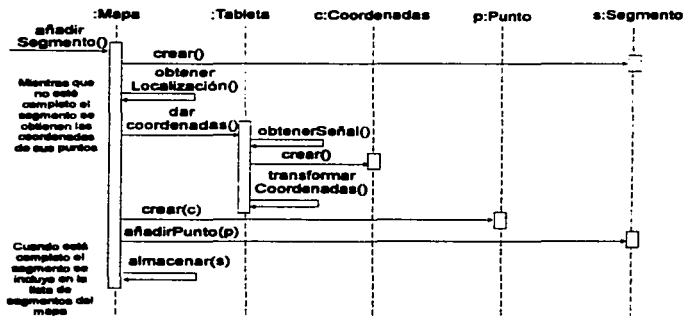 :Mapa :Tableta c:Coordenadas p:Punto s:Segmento
añadir
Segmento()
crear()
obtener
Localización()
Mientras que
no esté
completo el
segmento se
obtienen las
coordenadas
de sus puntos
dar
coordenadas()
obtenerSeñal()
crear()
transformar
Coordenadas()
crear(c)
añadirPunto(p)
Cuando está
completo el
segmento se
incluye en la
lista de
segmentos del
mapa
almacenar(s)